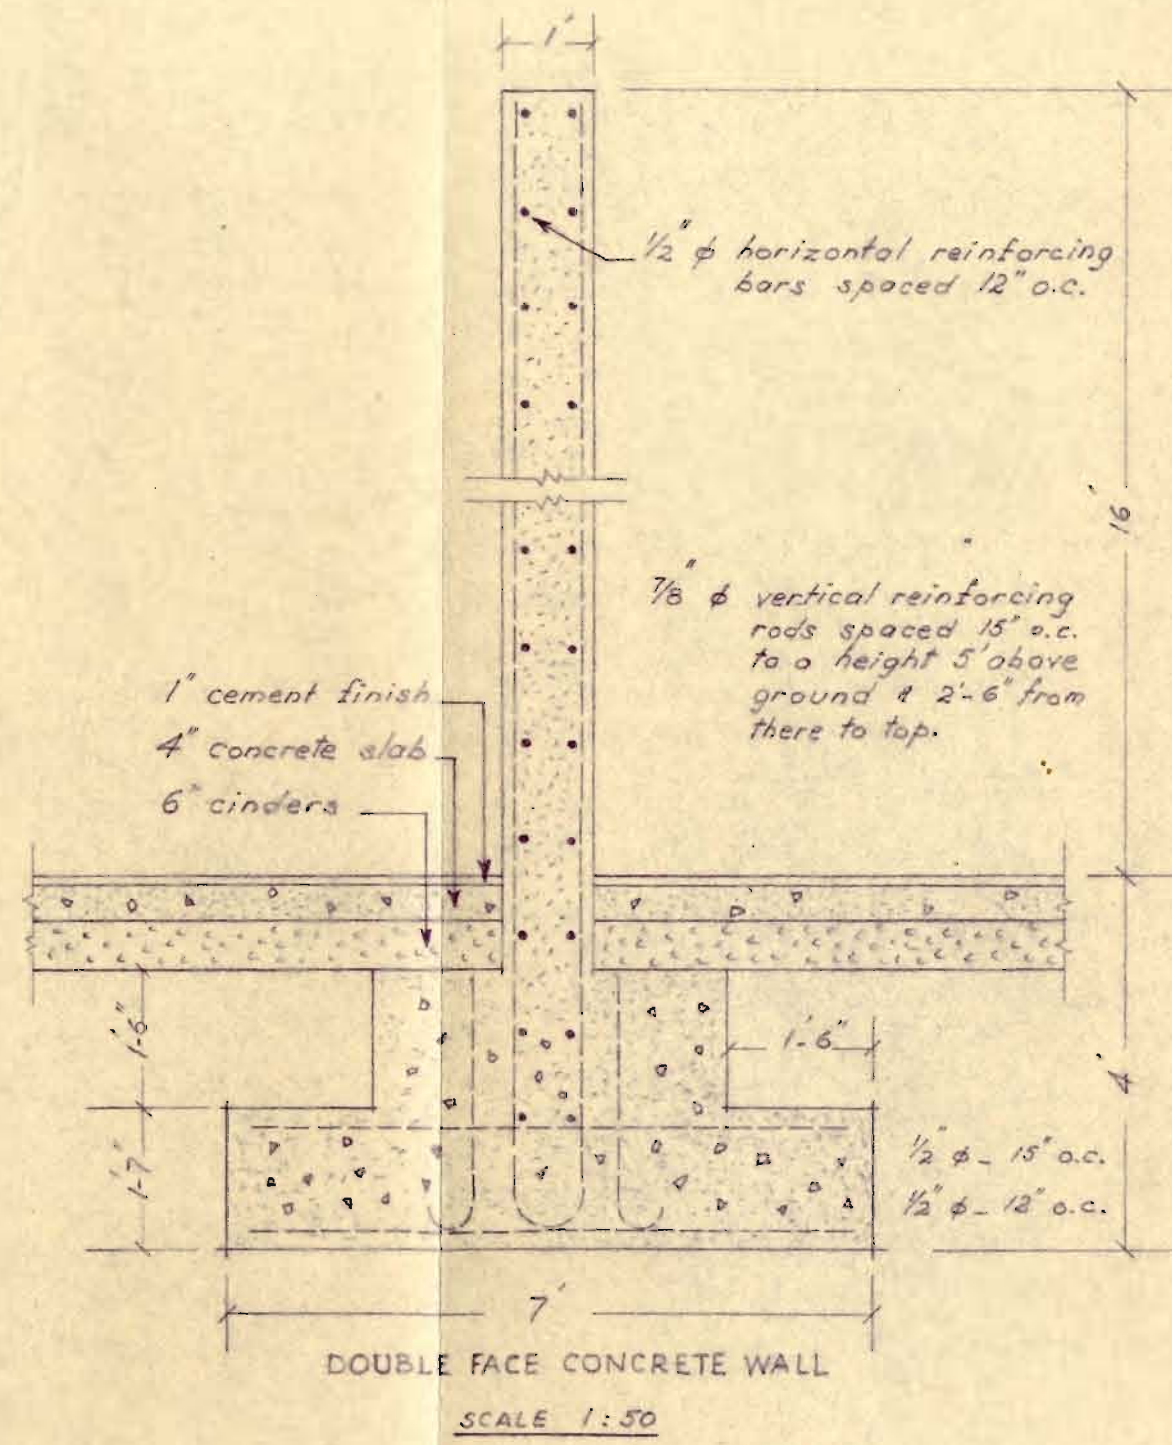 1'
1/2" ϕ horizontal reinforcing
bars spaced 12" o.c.
16'
7/8" ϕ vertical reinforcing
rods spaced 15" o.c.
to a height 5' above
ground & 2'-6" from
there to top.
1" cement finish
4" concrete slab
6" cinders
1'-6"
1'-6"
4'
1'-7"
1/2" ϕ - 15" o.c.
1/2" ϕ - 12" o.c.
7'
DOUBLE FACE CONCRETE WALL
SCALE 1:50